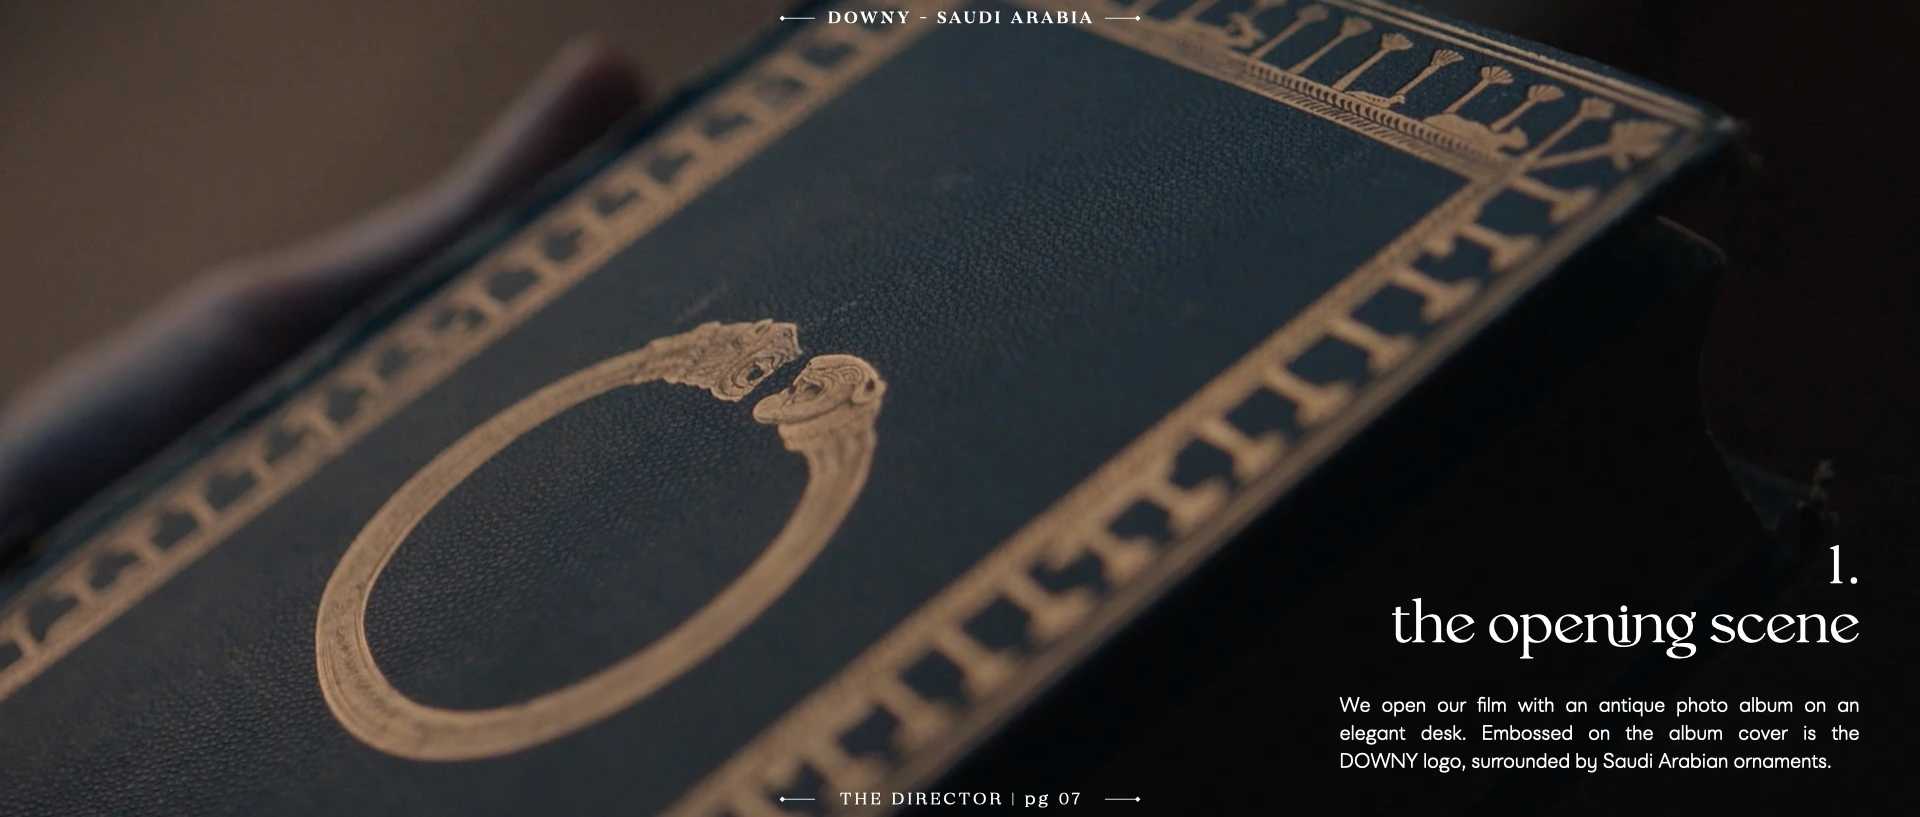 DOWNY - SAUDI ARABIA
1.
the opening scene
We open our film with an antique photo album on an
elegant desk. Embossed on the album cover is the
DOWNY logo, surrounded by Saudi Arabian ornaments.
THE DIRECTOR | pg 07